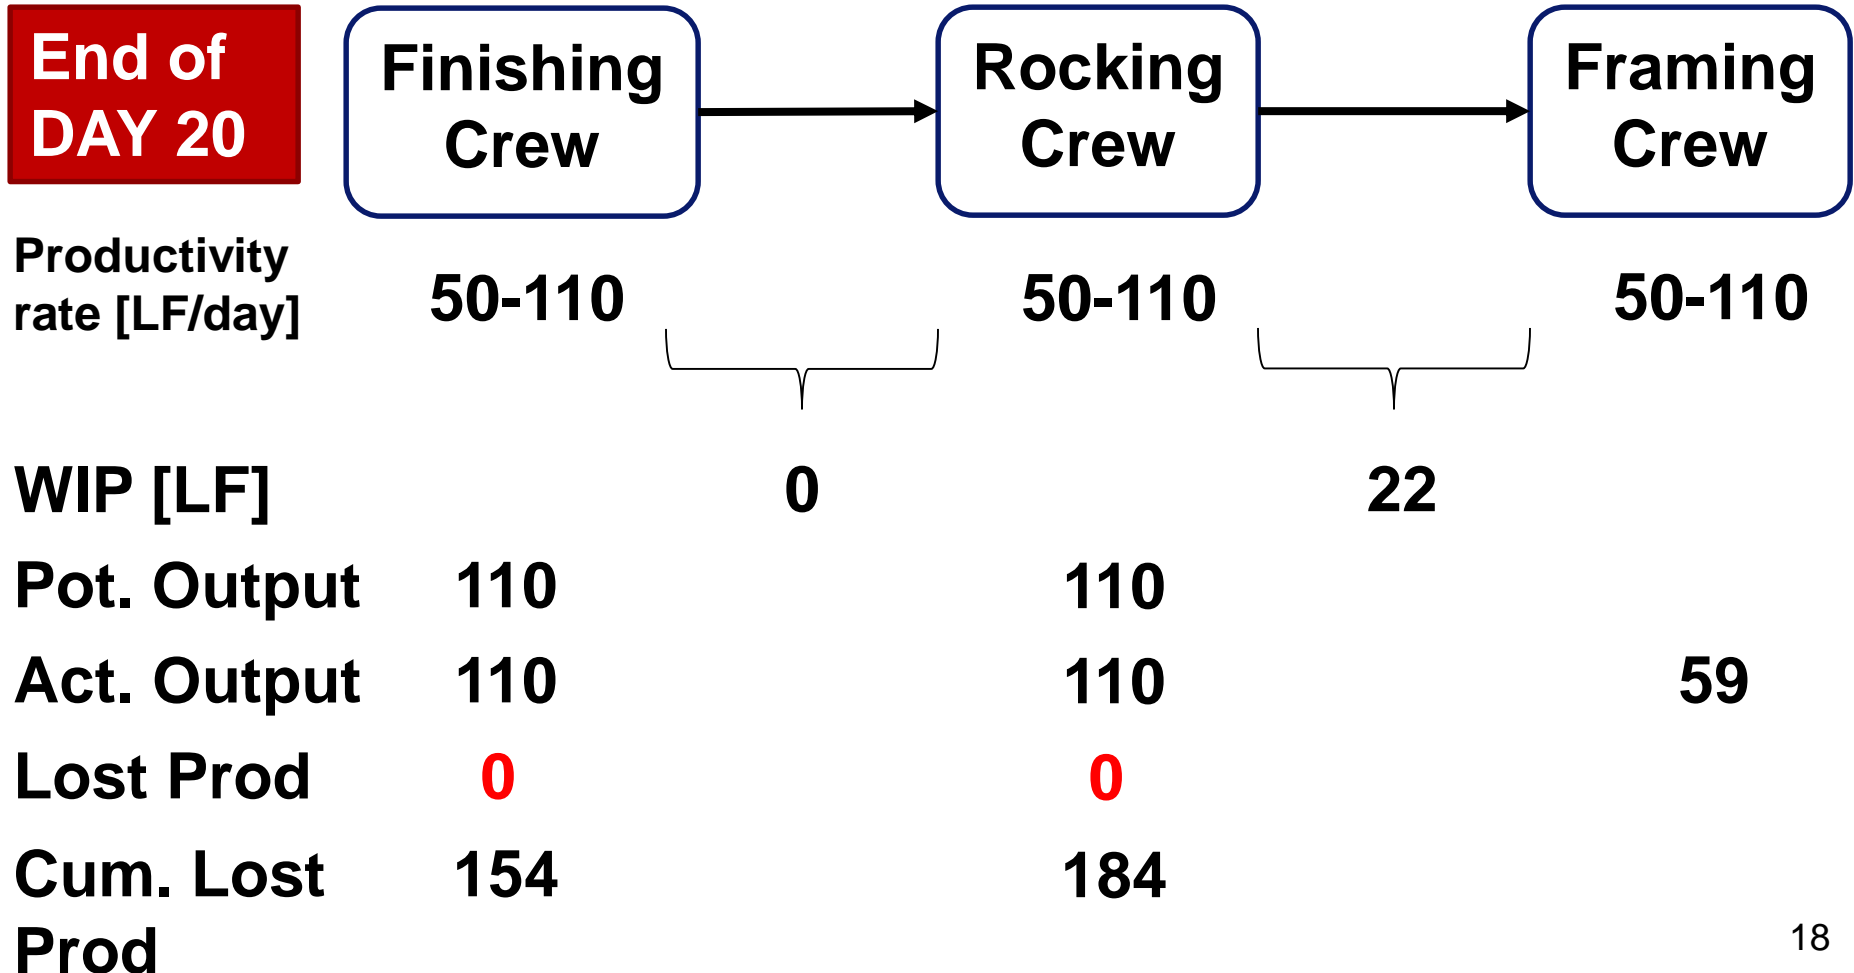 End of
DAY 20
Finishing
Crew
Rocking
Crew
Framing
Crew
Productivity
rate [LF/day]
50-110
50-110
50-110
WIP [LF]
0
22
Pot. Output
110
110
Act. Output
110
110
59
Lost Prod
0
0
Cum. Lost
Prod
154
184
18